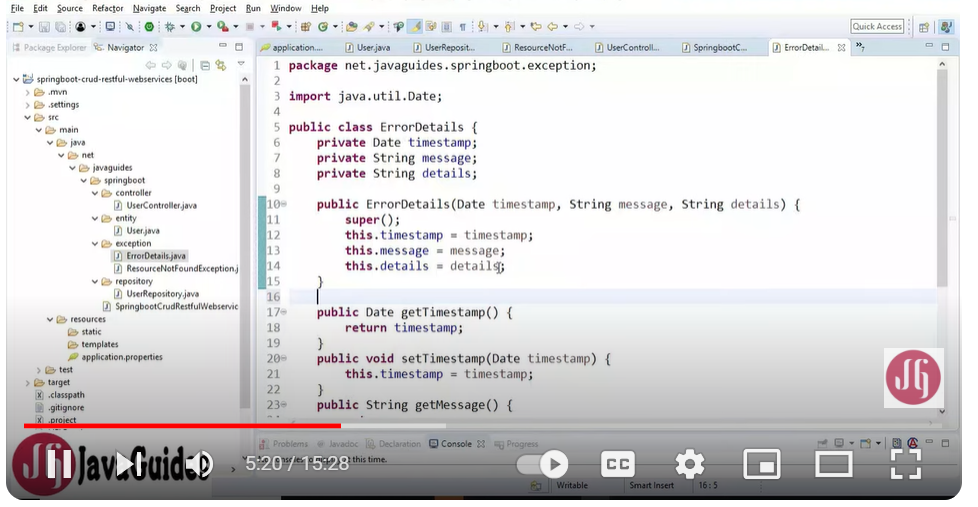 File Edit Source Refactor Navigate Search Project Run Window Help
Quick Access
Package Explorer Navigator
application.... User.java UserReposit... ResourceNotF... UserControll... SpringbootC... ErrorDetail... »7
springboot-crud-restful-webservices [boot]
.mvn
.settings
src
main
java
net
javaguides
springboot
controller
UserController.java
entity
User.java
exception
ErrorDetails.java
ResourceNotFoundException.j
repository
UserRepository.java
SpringbootCrudRestfulWebservic
resources
static
templates
application.properties
test
target
.classpath
.gitignore
.project
1 package net.javaguides.springboot.exception;
2
3 import java.util.Date;
4
5 public class ErrorDetails {
6 private Date timestamp;
7 private String message;
8 private String details;
9
10 public ErrorDetails(Date timestamp, String message, String details) {
11 super();
12 this.timestamp = timestamp;
13 this.message = message;
14 this.details = details;
15 }
16
17 public Date getTimestamp() {
18 return timestamp;
19 }
20 public void setTimestamp(Date timestamp) {
21 this.timestamp = timestamp;
22 }
23 public String getMessage() {
JG
Problems Javadoc Declaration Console Progress
at this time.
JG JavaGuides
5:20 / 15:28
CC
Writable Smart Insert 16 : 5